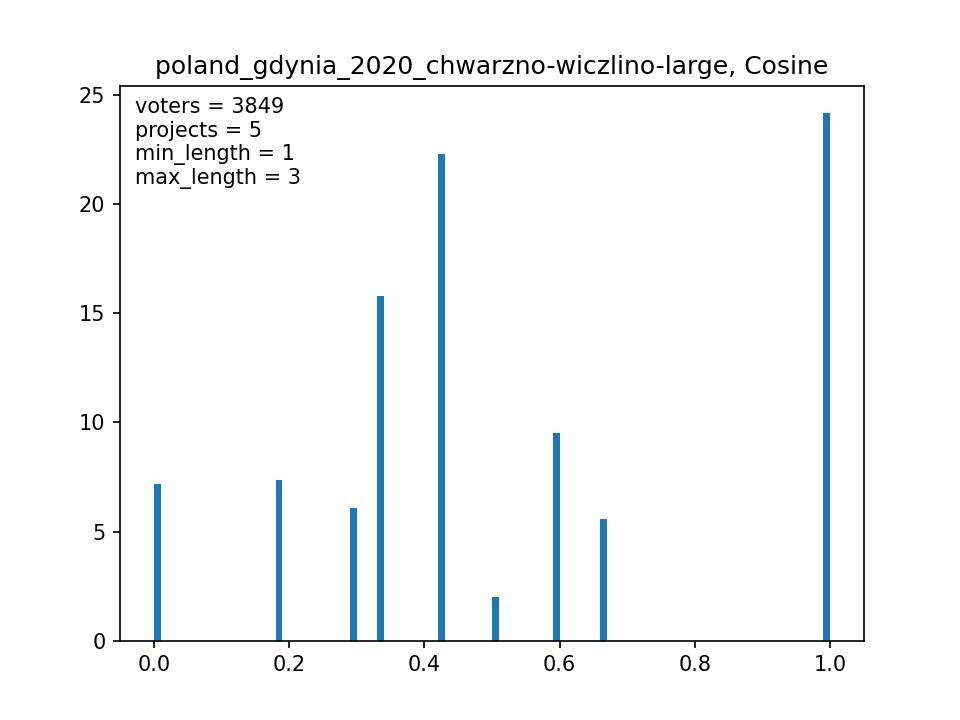 poland_gdynia_2020_chwarzno-wiczlino-large, Cosine
voters = 3849
projects = 5
min_length = 1
max_length = 3
25
20
15
10
5
0
0.0 0.2 0.4 0.6 0.8 1.0